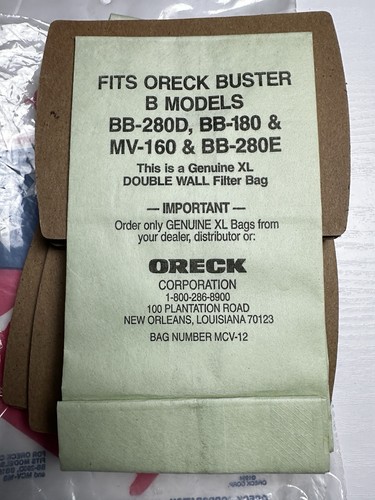 FITS ORECK BUSTER
B MODELS
BB-280D, BB-180 &
MV-160 & BB-280E
This is a Genuine XL
DOUBLE WALL Filter Bag
— IMPORTANT —
Order only GENUINE XL Bags from
your dealer, distributor or:
ORECK
CORPORATION
1-800-286-8900
100 PLANTATION ROAD
NEW ORLEANS, LOUISIANA 70123
BAG NUMBER MCV-12